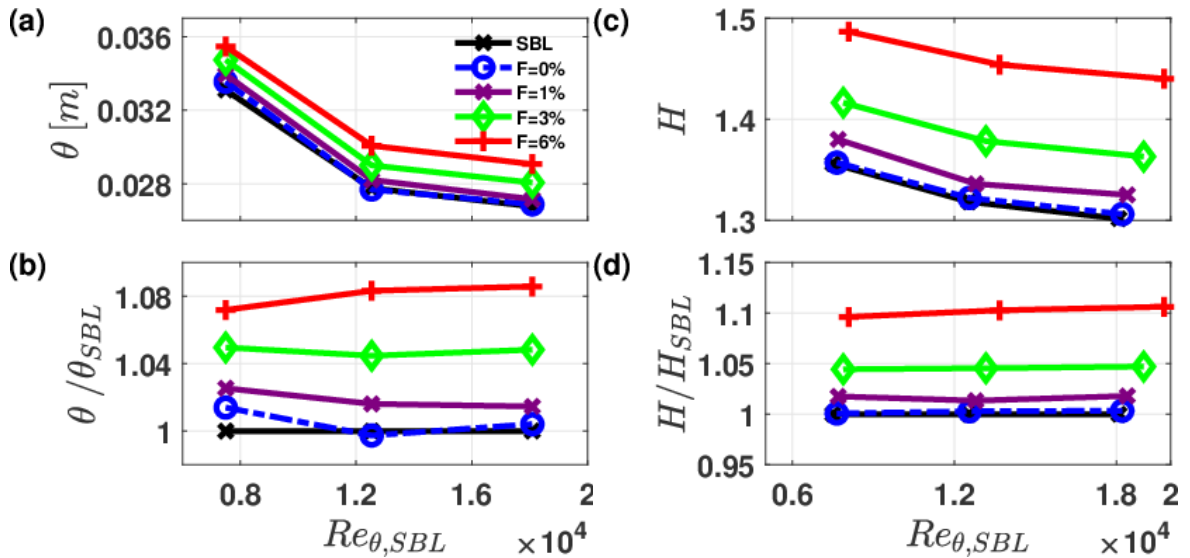 (a)
0.036
0.032
0.028
θ [m]
SBL
F=0%
F=1%
F=3%
F=6%
(c)
1.5
1.4
1.3
H
(b)
1.08
1.04
1
θ /θ_SBL
0.8 1.2 1.6 2
Re_θ,SBL ×10^4
(d)
1.15
1.1
1.05
1
0.95
H/H_SBL
0.6 1.2 1.8 2
Re_θ,SBL ×10^4